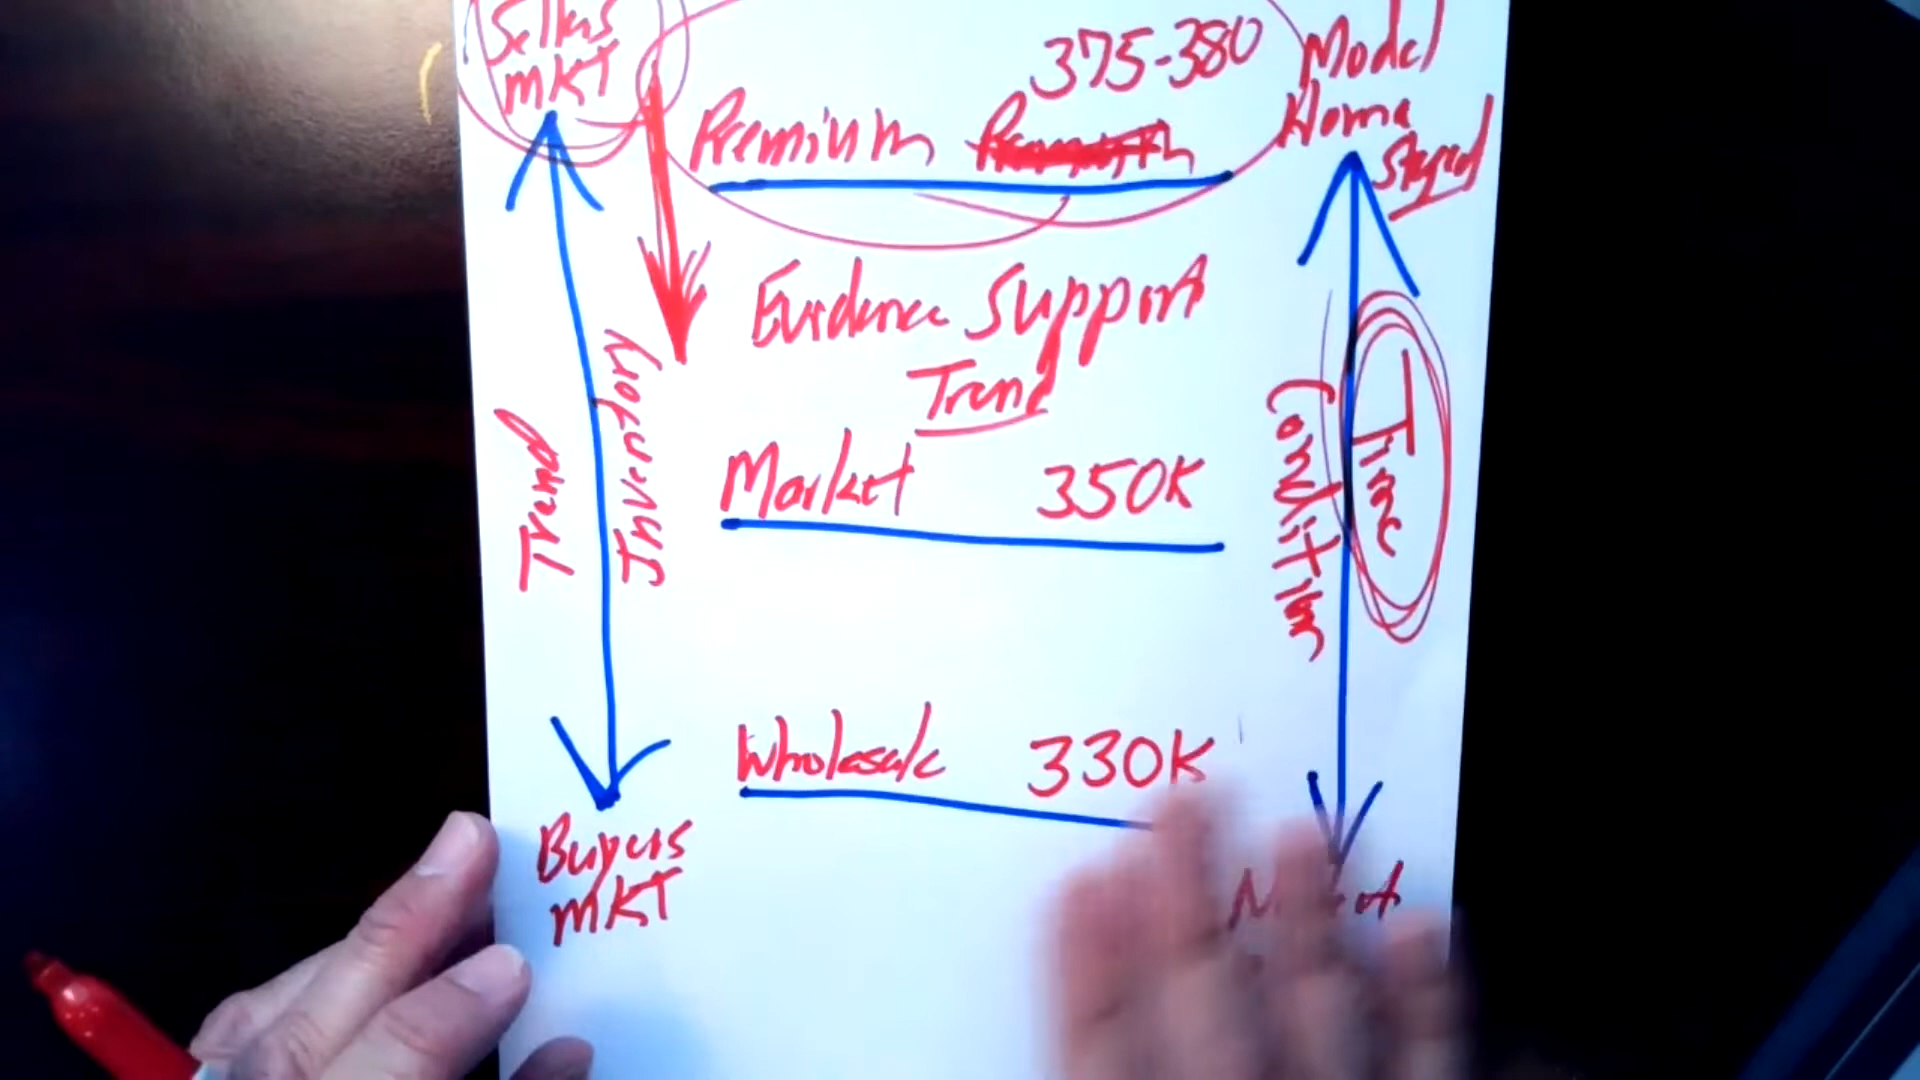 Sellers
MKT
375-380
Premium
Model
Home
Staged
Evidence Support
Trend
Market 350K
Wholesale 330K
Trend
Inventory
Condition
Time
Buyers
MKT